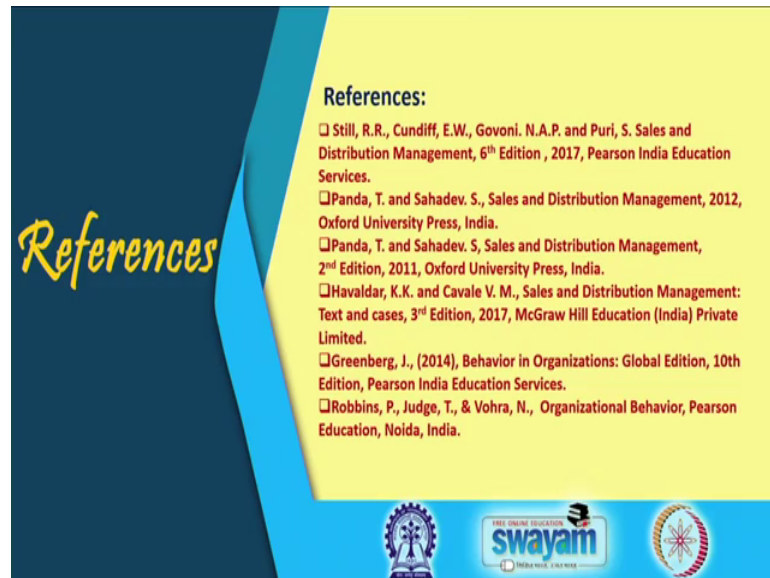 References
References:
❑ Still, R.R., Cundiff, E.W., Govoni. N.A.P. and Puri, S. Sales and
Distribution Management, 6th Edition , 2017, Pearson India Education
Services.
❑Panda, T. and Sahadev. S., Sales and Distribution Management, 2012,
Oxford University Press, India.
❑Panda, T. and Sahadev. S, Sales and Distribution Management,
2nd Edition, 2011, Oxford University Press, India.
❑Havaldar, K.K. and Cavale V. M., Sales and Distribution Management:
Text and cases, 3rd Edition, 2017, McGraw Hill Education (India) Private
Limited.
❑Greenberg, J., (2014), Behavior in Organizations: Global Edition, 10th
Edition, Pearson India Education Services.
❑Robbins, P., Judge, T., & Vohra, N., Organizational Behavior, Pearson
Education, Noida, India.
FREE ONLINE EDUCATION
swayam